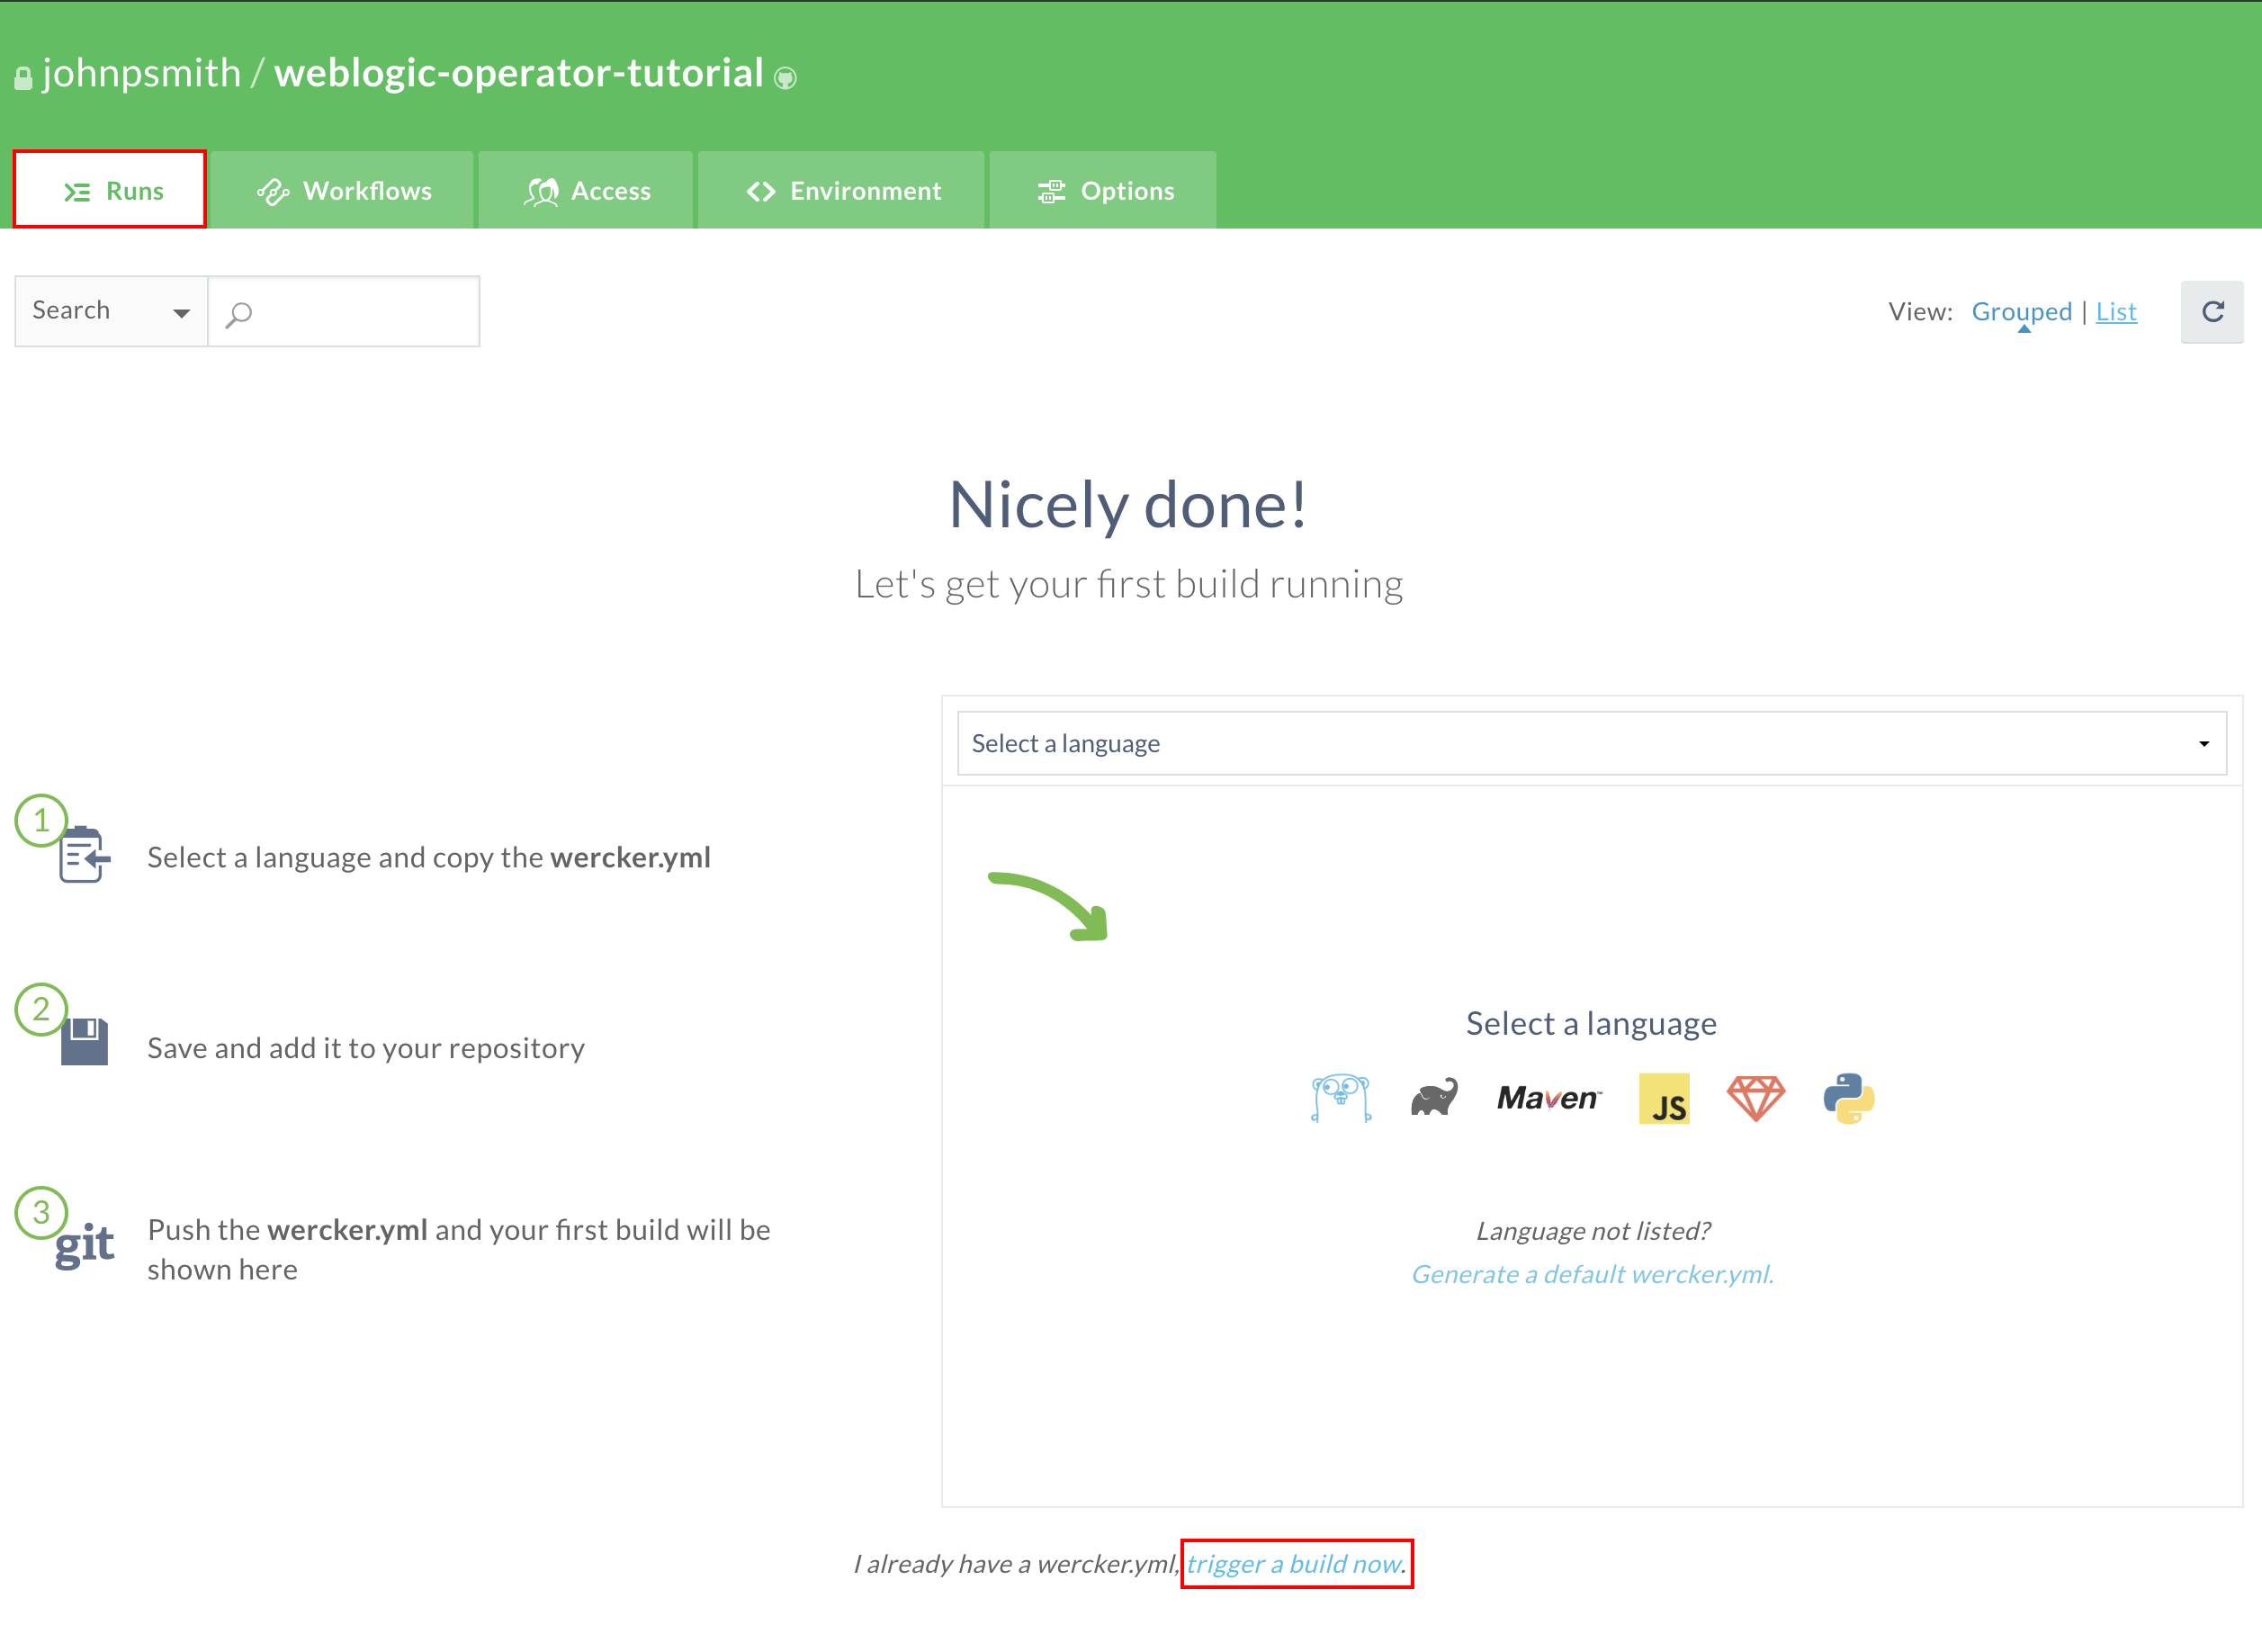 johnpsmith / weblogic-operator-tutorial
Runs
Workflows
Access
Environment
Options
Search
View: Grouped | List
Nicely done!
Let's get your first build running
Select a language
1
Select a language and copy the wercker.yml
2
Save and add it to your repository
3
git
Push the wercker.yml and your first build will be
shown here
Select a language
Maven™
JS
Language not listed?
Generate a default wercker.yml.
I already have a wercker.yml, trigger a build now.